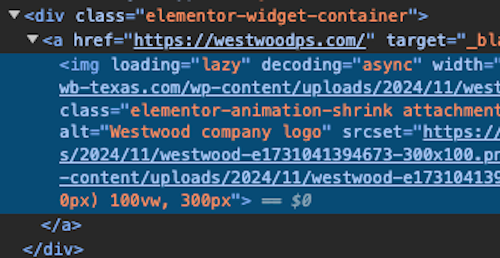 <div class="elementor-widget-container">
<a href="https://westwoodps.com/" target="_bla
<img loading="lazy" decoding="async" width="
wb-texas.com/wp-content/uploads/2024/11/west
class="elementor-animation-shrink attachment
alt="Westwood company logo" srcset="https:/
s/2024/11/westwood-e1731041394673-300x100.pn
-content/uploads/2024/11/westwood-e173104139
0px) 100vw, 300px"> == $0
</a>
</div>